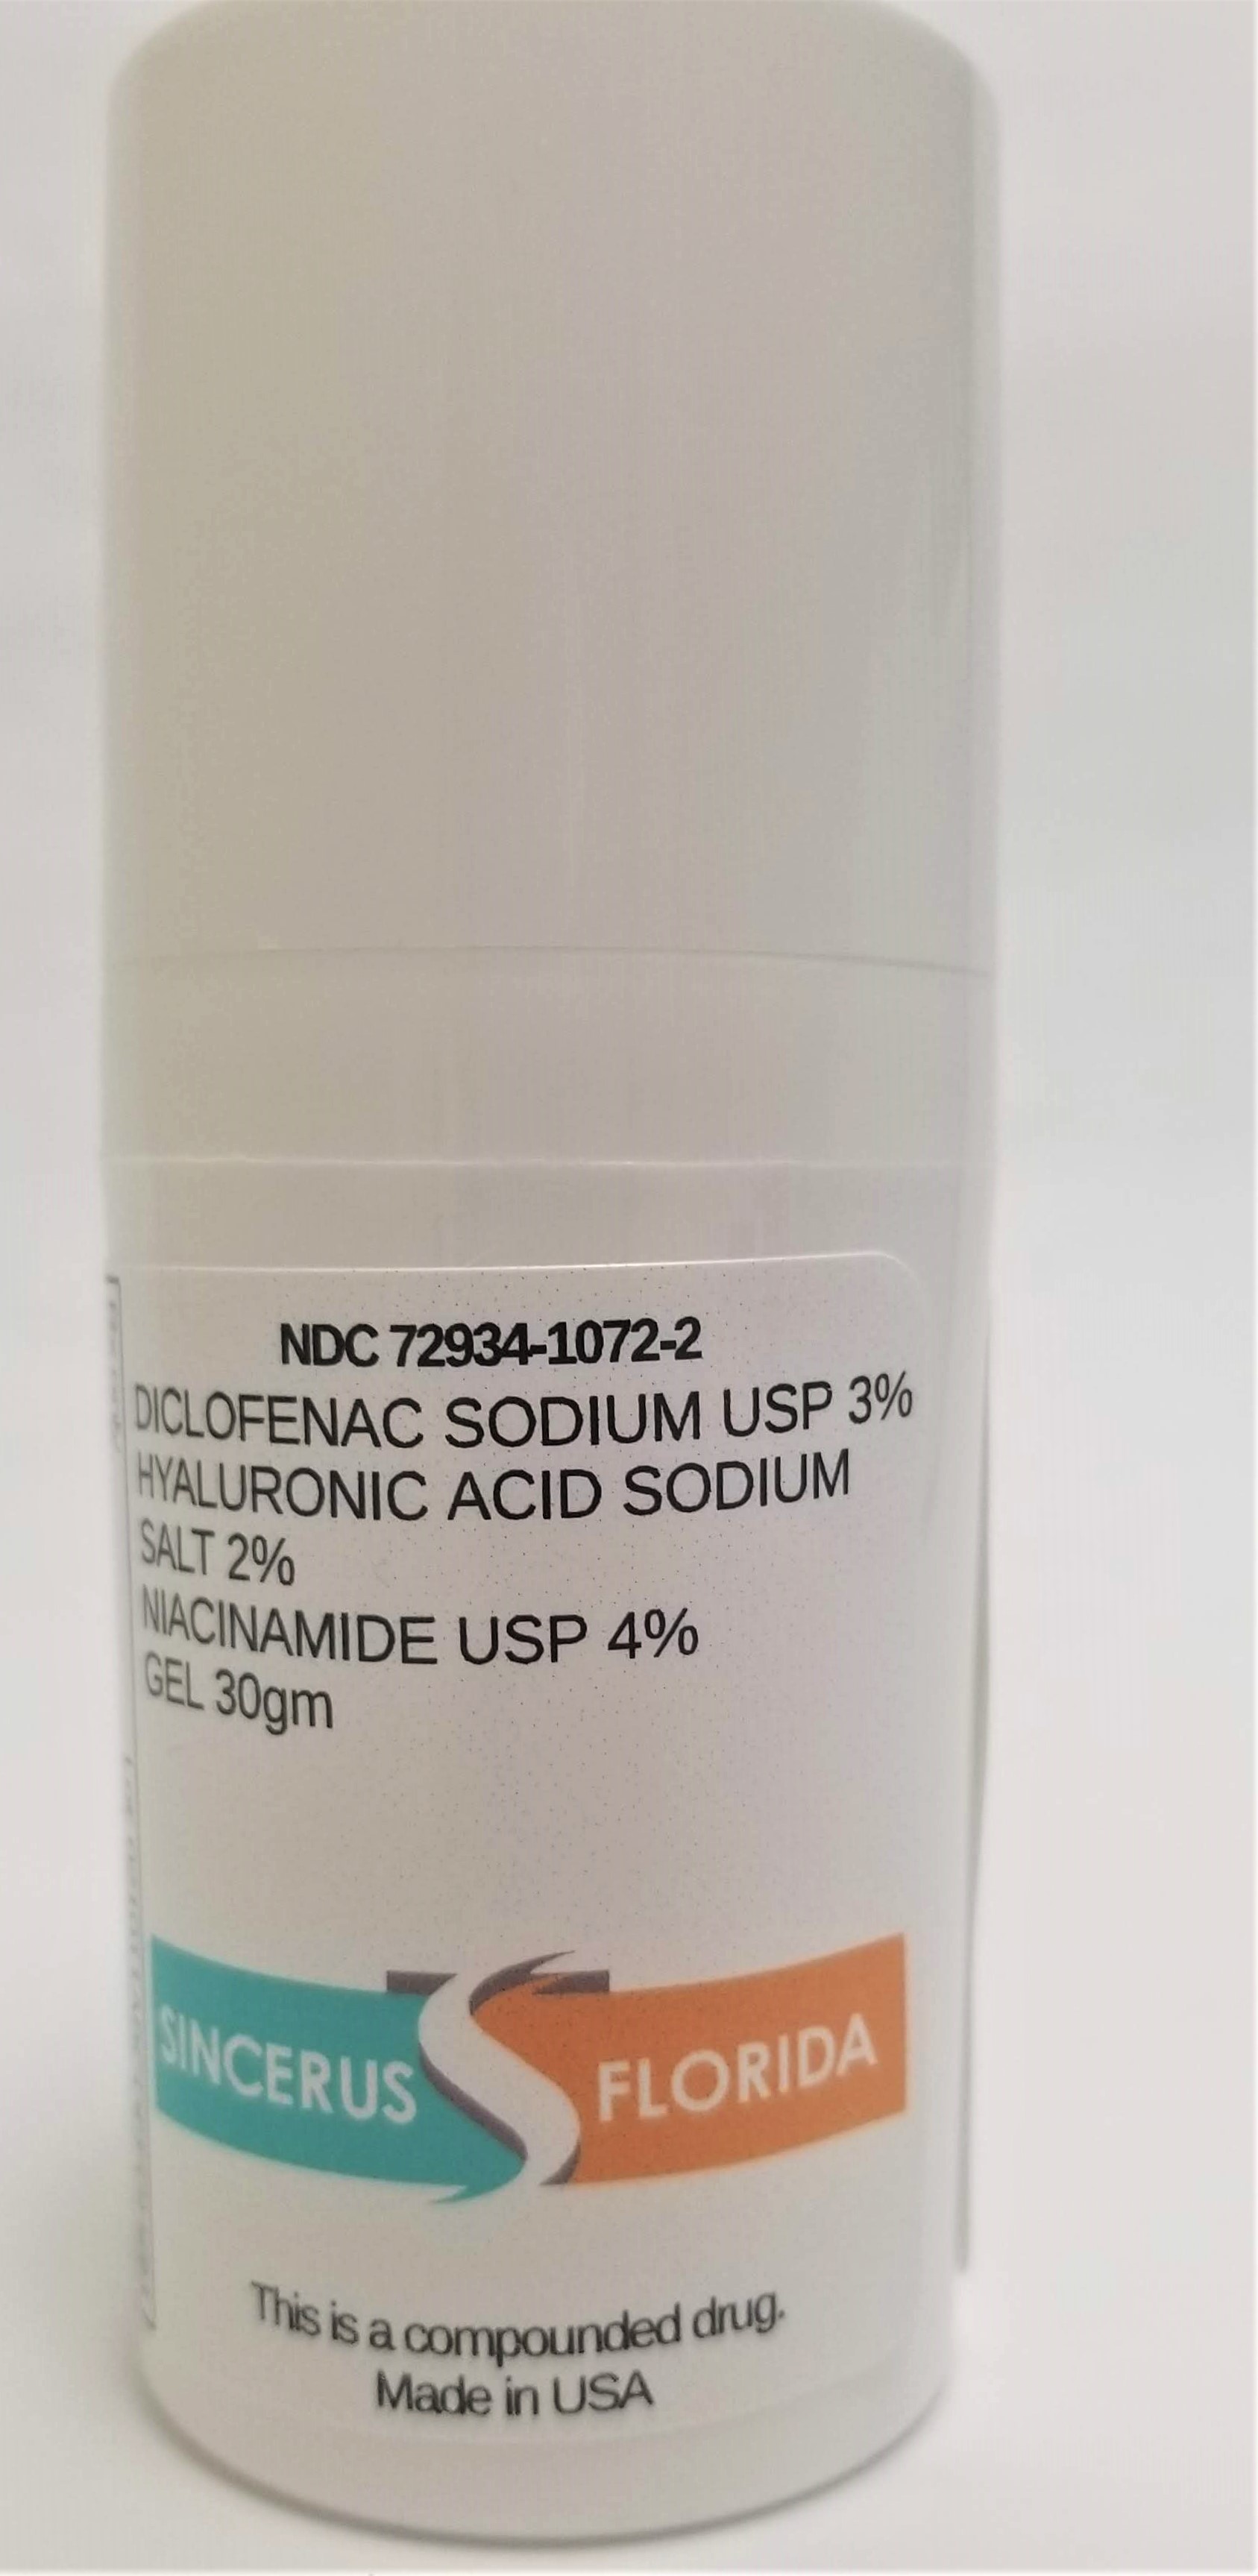 NDC 72934-1072-2
DICLOFENAC SODIUM USP 3%
HYALURONIC ACID SODIUM
SALT 2%
NIACINAMIDE USP 4%
GEL 30gm
SINCERUS FLORIDA
This is a compounded drug.
Made in USA